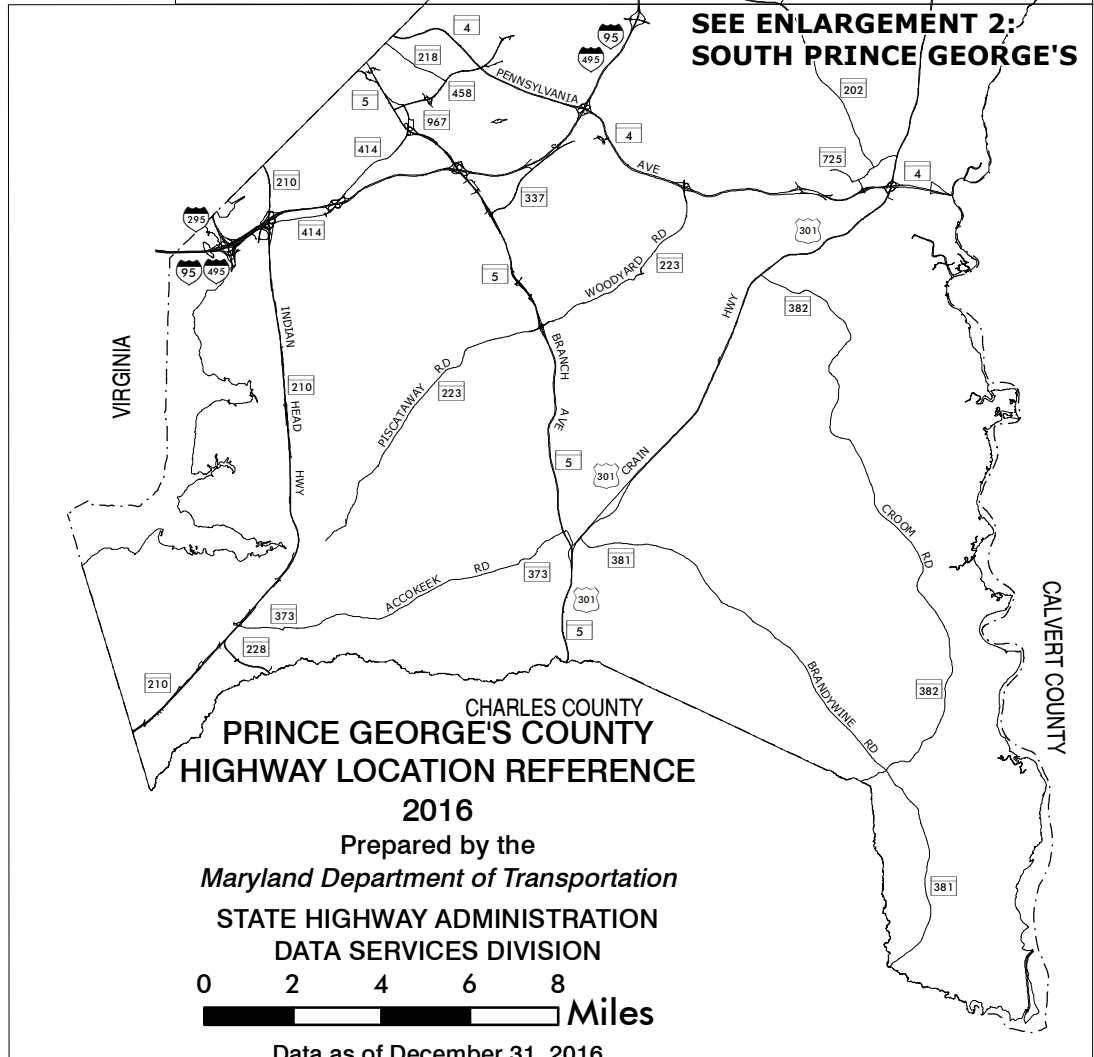 SEE ENLARGEMENT 2:
SOUTH PRINCE GEORGE'S
4
95
495
218
202
PENNSYLVANIA
458
5
967
4
414
725
AVE
4
210
337
295
414
301
95
495
5
WOODYARD RD
223
382
HWY
INDIAN
BRANCH
VIRGINIA
210
HEAD
PISCATAWAY RD
223
AVE
5
301
CRAIN
HWY
CROOM
RD
381
ACCOKEEK RD
373
301
CALVERT COUNTY
373
5
228
210
BRANDYWINE
RD
382
CHARLES COUNTY
PRINCE GEORGE'S COUNTY
HIGHWAY LOCATION REFERENCE
2016
Prepared by the
Maryland Department of Transportation
STATE HIGHWAY ADMINISTRATION
DATA SERVICES DIVISION
381
0 2 4 6 8
Miles
Data as of December 31, 2016